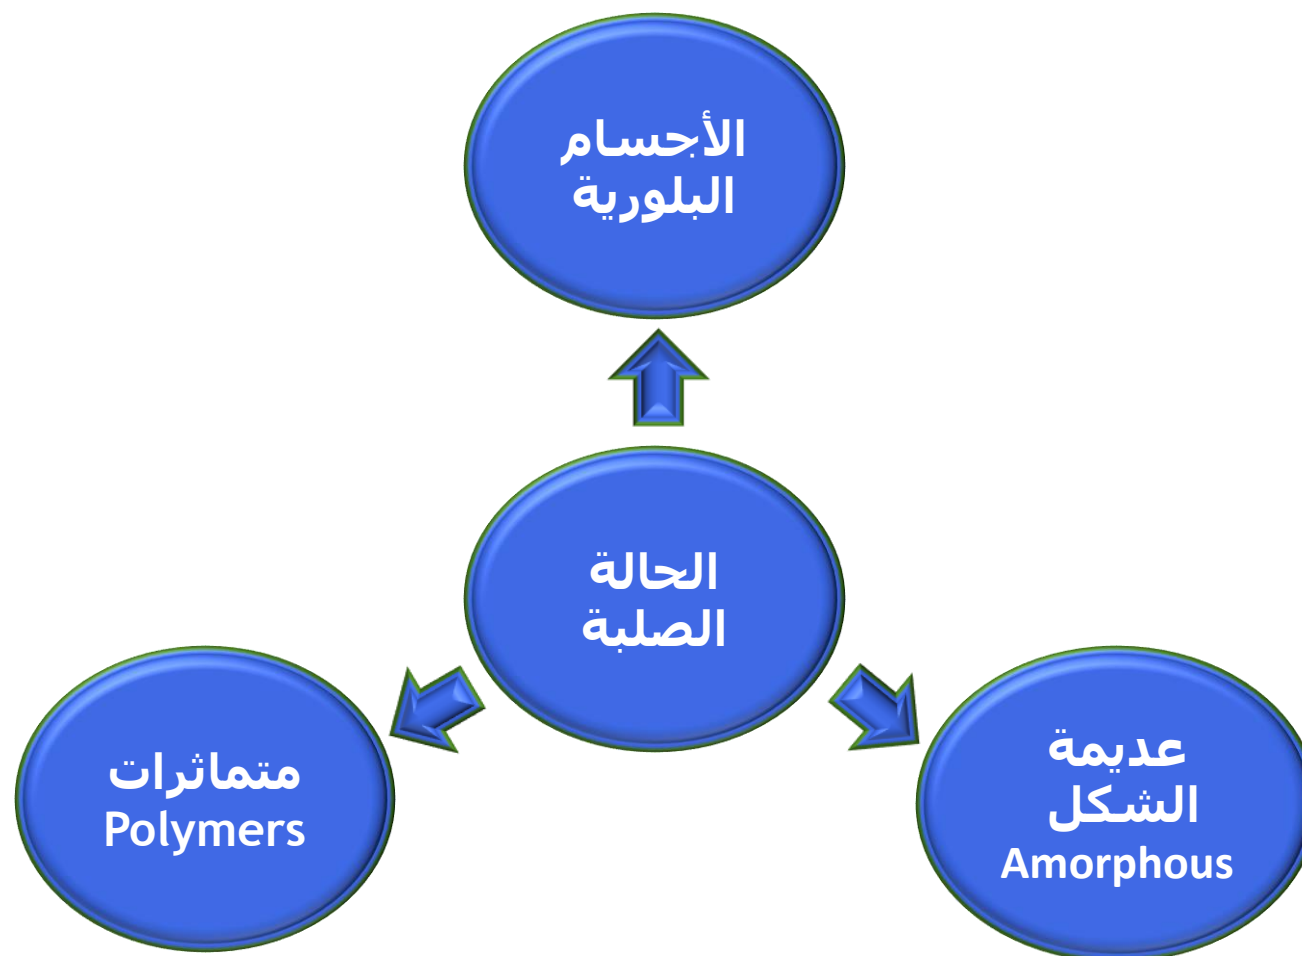 الأجسام
البلورية
الحالة
الصلبة
عديمة
الشكل
Amorphous
متماثرات
Polymers